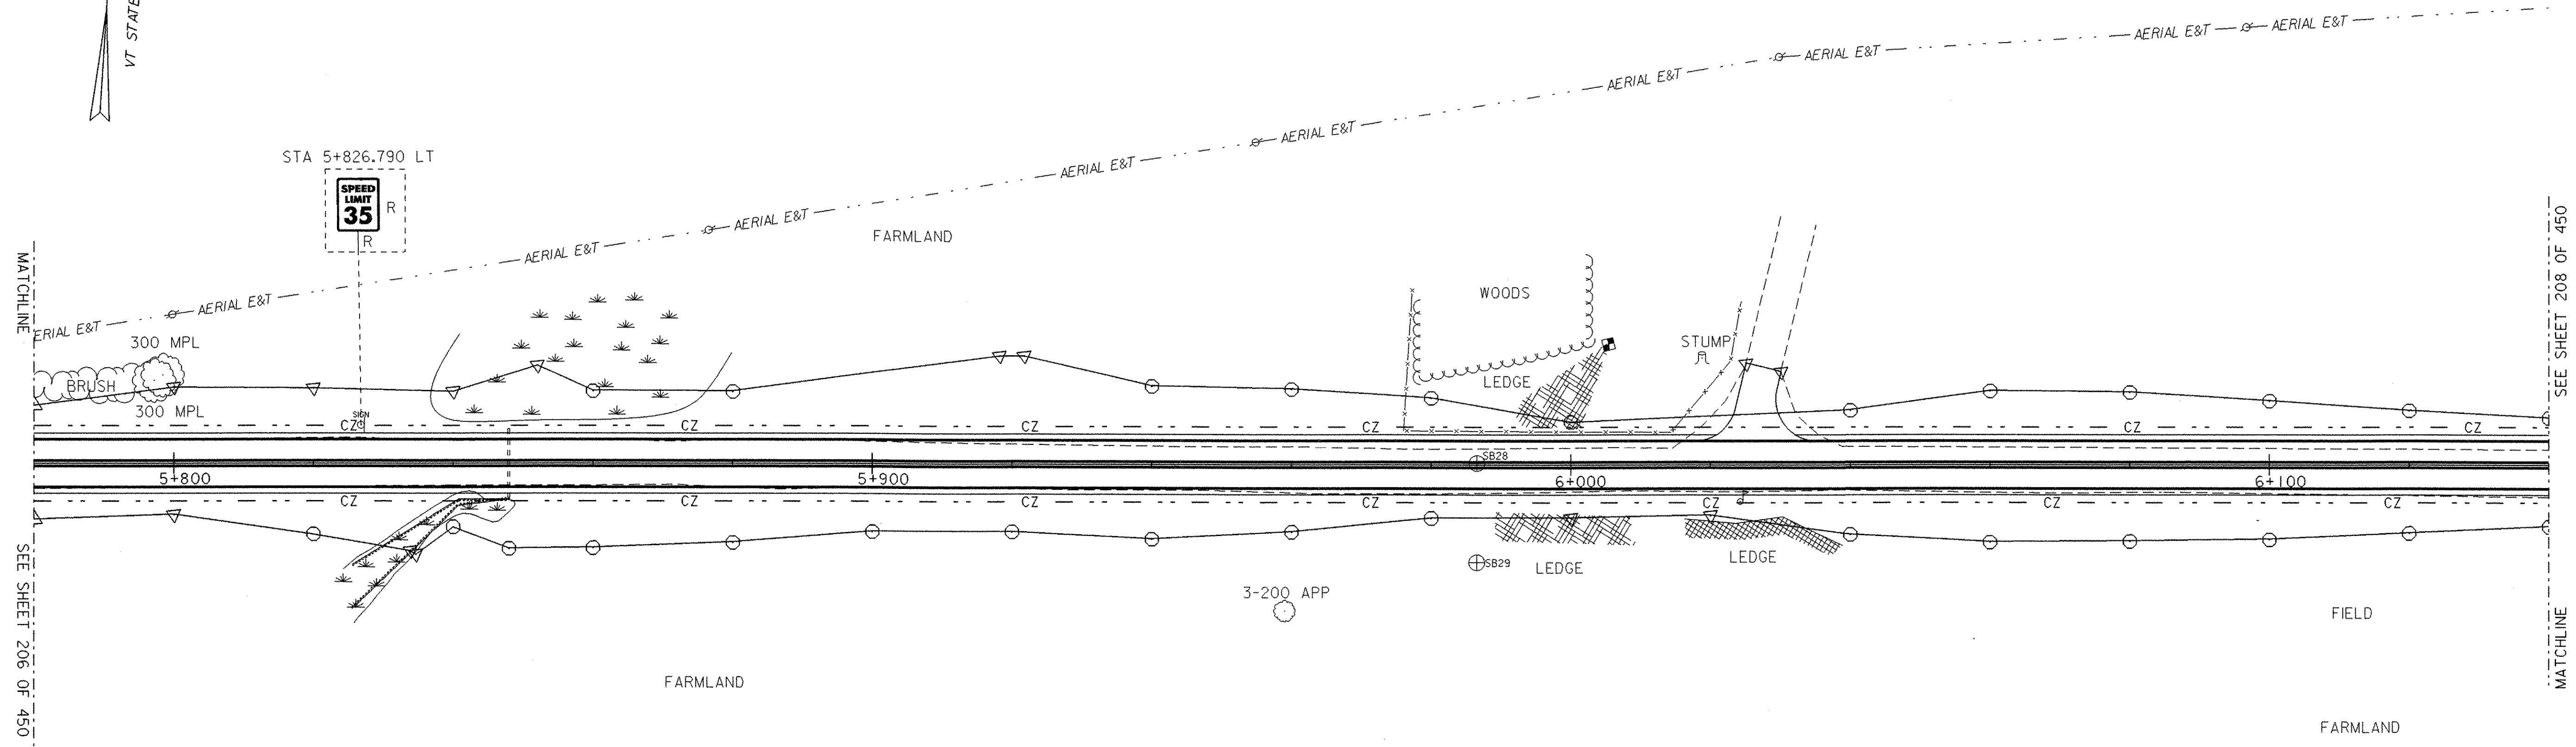 VT STATE
AERIAL E&T
AERIAL E&T
AERIAL E&T
AERIAL E&T
AERIAL E&T
AERIAL E&T
AERIAL E&T
AERIAL E&T
AERIAL E&T
AERIAL E&T
ERIAL E&T
STA 5+826.790 LT
SPEED
LIMIT
35
R
R
FARMLAND
MATCHLINE
SEE SHEET 208 OF 450
WOODS
300 MPL
BRUSH
300 MPL
STUMP
LEDGE
SIGN
CZ
CZ
CZ
CZ
CZ
CZ
CZ
SB28
5+800
5+900
6+000
6+100
CZ
CZ
CZ
CZ
CZ
CZ
CZ
SB29
LEDGE
LEDGE
3-200 APP
FIELD
FARMLAND
FARMLAND
SEE SHEET 206 OF 450
MATCHLINE